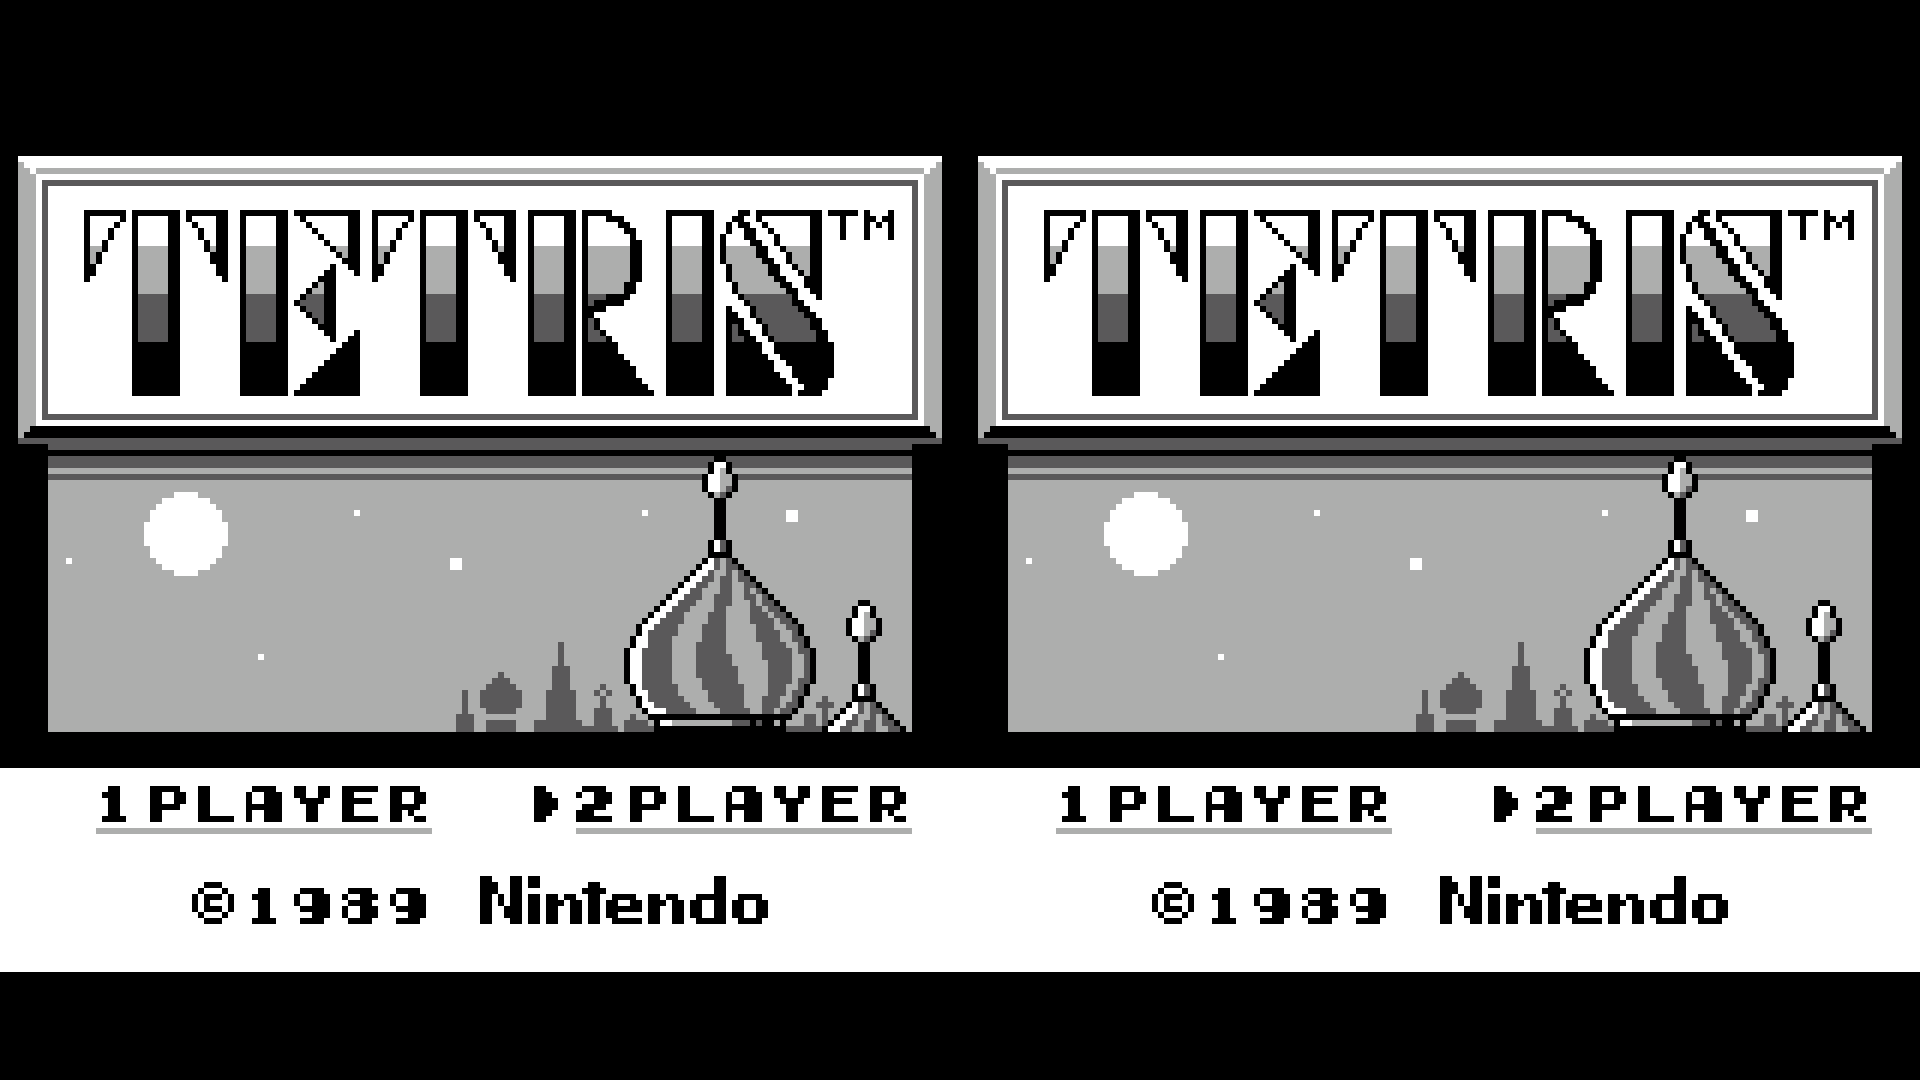 TETRIS™ TETRIS™
1PLAYER ▶2PLAYER 1PLAYER ▶2PLAYER
©1989 Nintendo ©1989 Nintendo